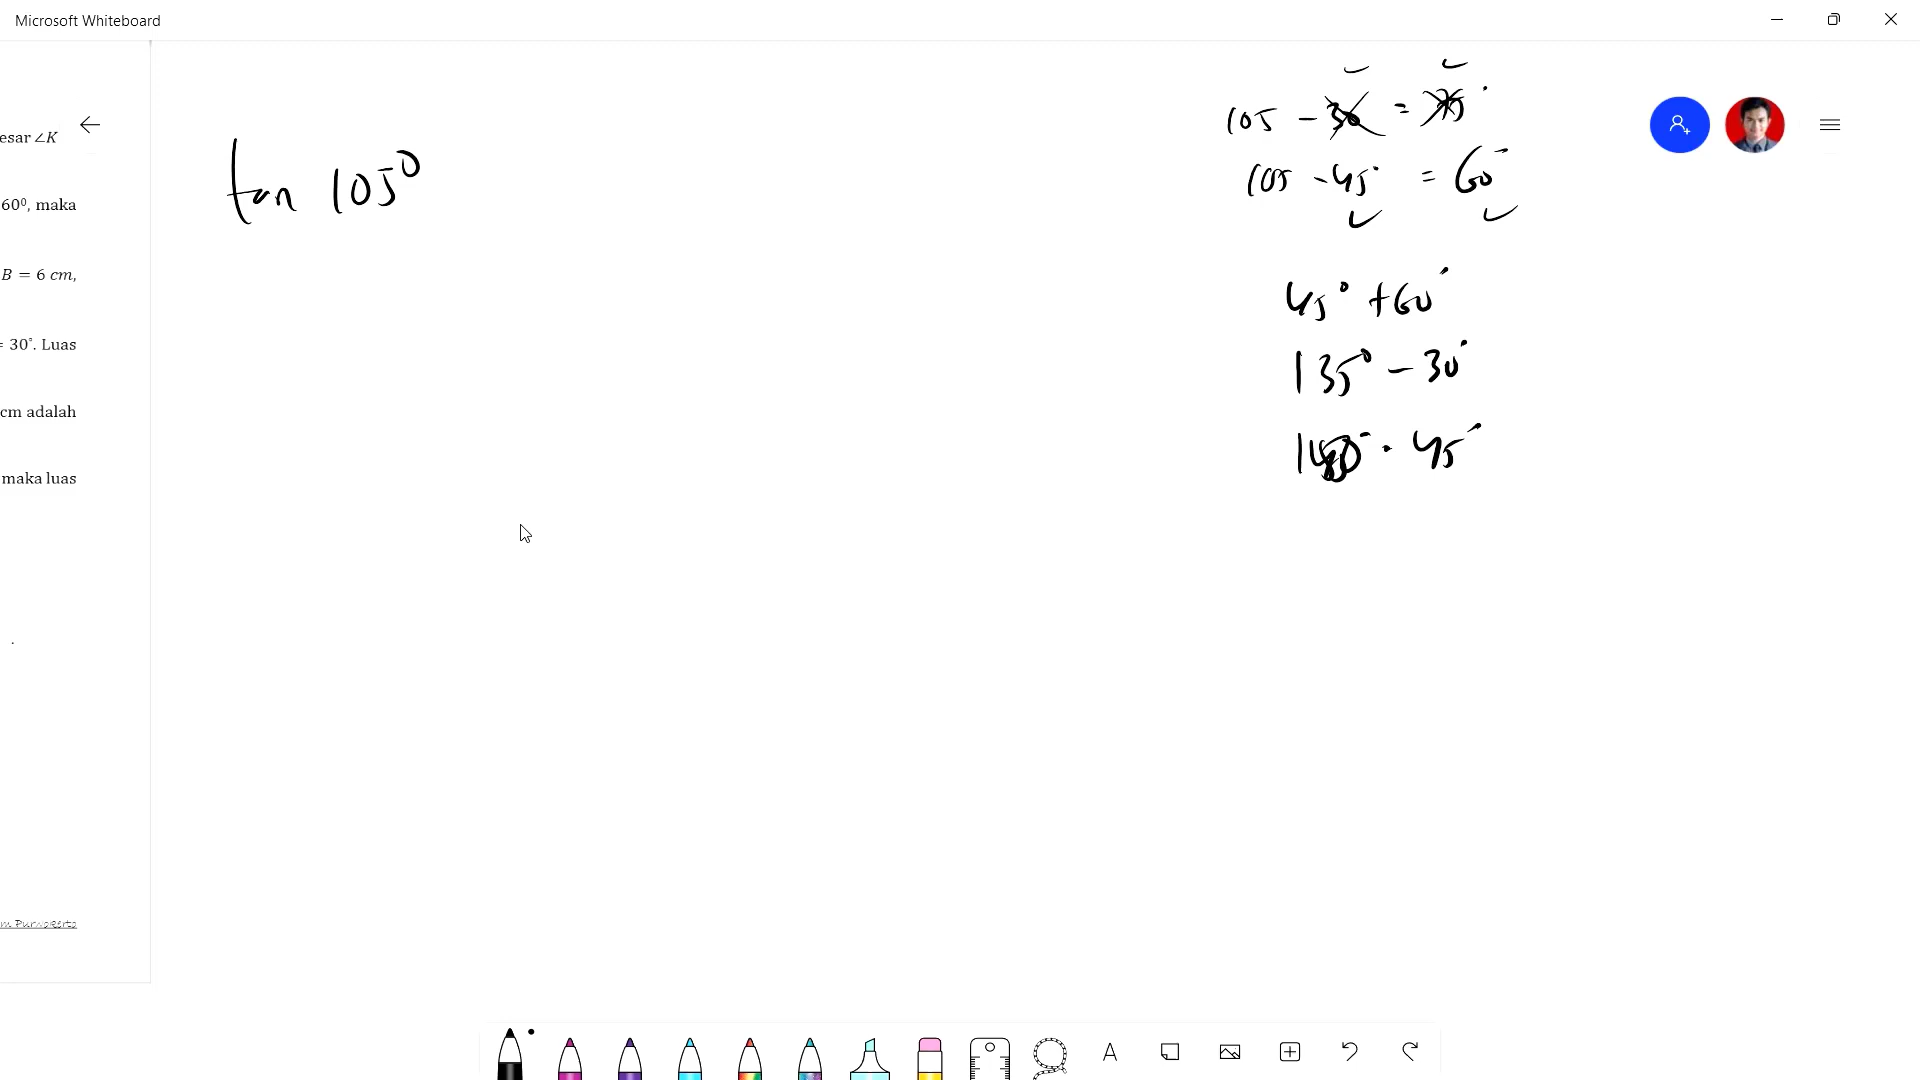 Microsoft Whiteboard
esar ∠K
60⁰, maka
B = 6 cm,
= 30°. Luas
cm adalah
maka luas
m Purwokerto
tan 105⁰
105 - 30 = 75°
105 - 45° = 60°
45° + 60°
135° - 30°
45°
A